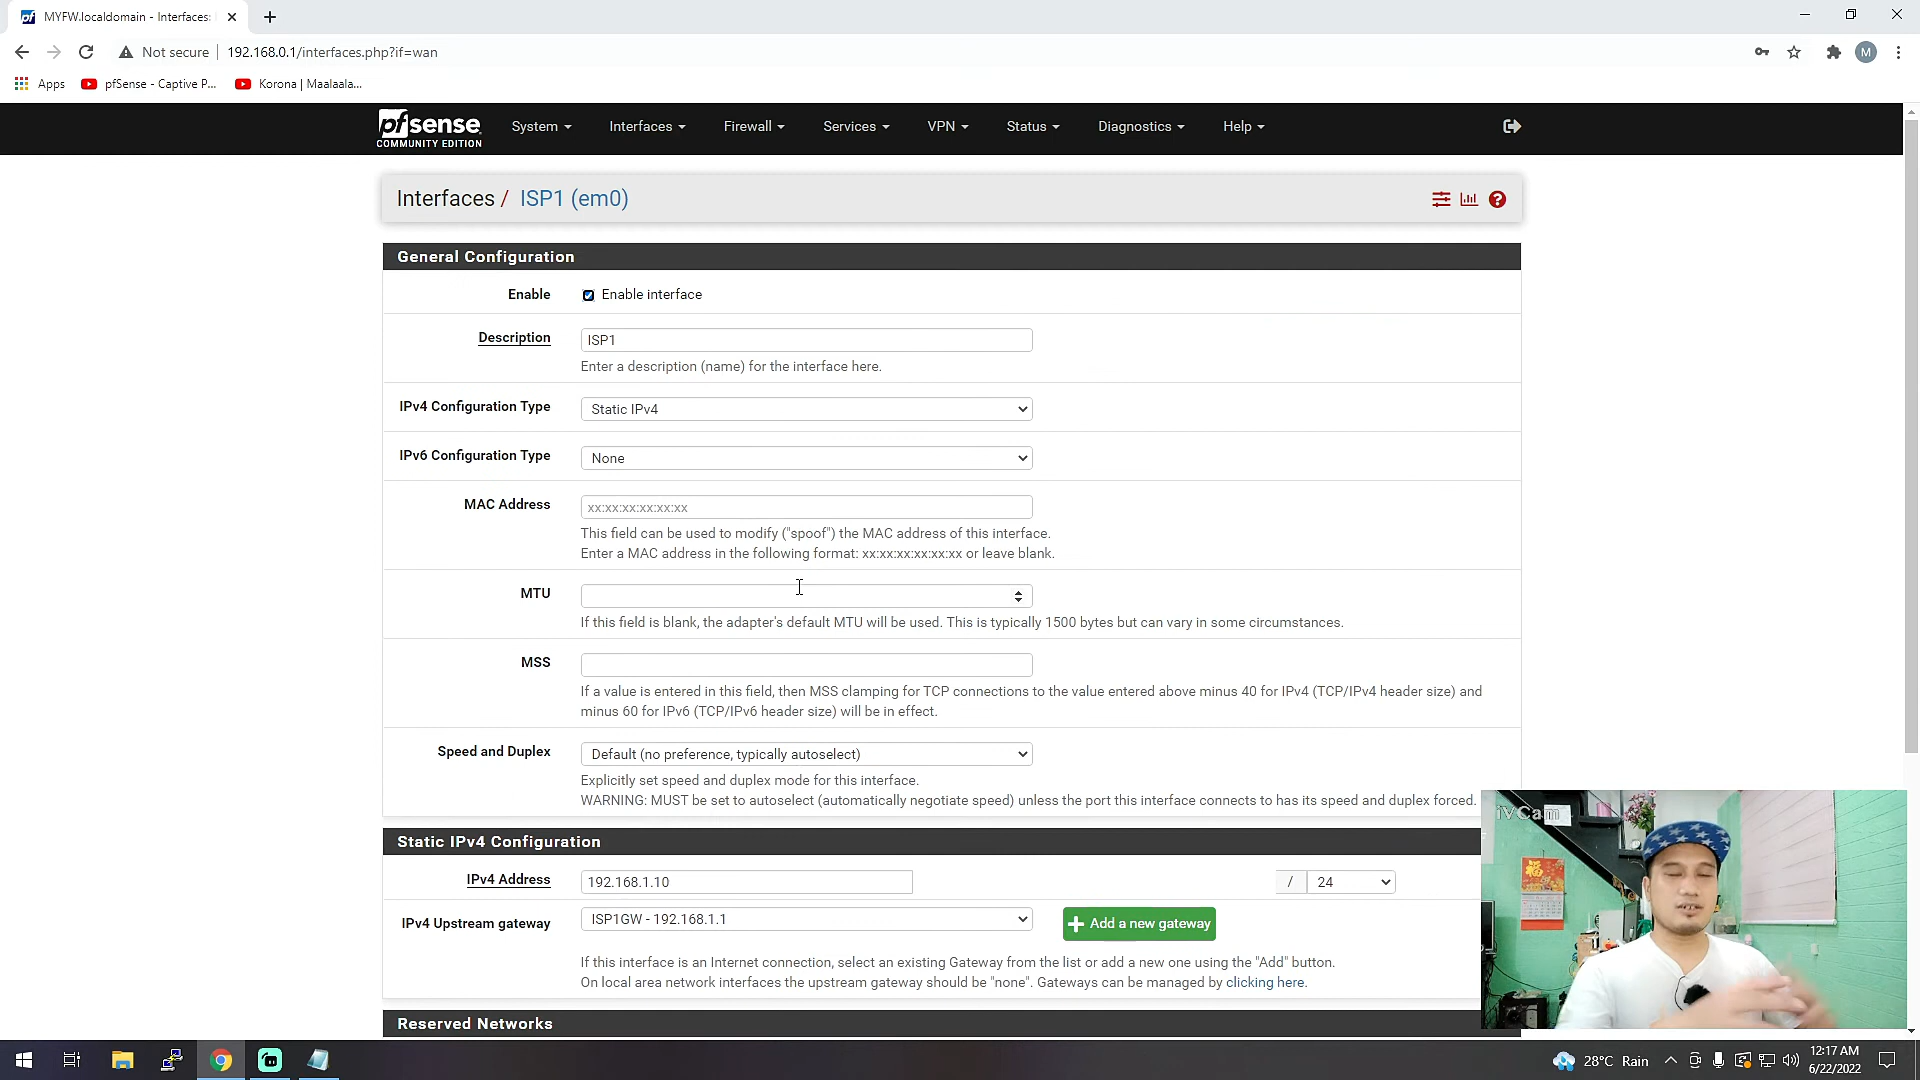 MYFW.localdomain - Interfaces:
Not secure
192.168.0.1/interfaces.php?if=wan
M
Apps
pfSense - Captive P...
Korona | Maalaala...
pfsense
COMMUNITY EDITION
System
Interfaces
Firewall
Services
VPN
Status
Diagnostics
Help
Interfaces / ISP1 (em0)
General Configuration
Enable
Enable interface
Description
ISP1
Enter a description (name) for the interface here.
IPv4 Configuration Type
Static IPv4
IPv6 Configuration Type
None
MAC Address
xx:xx:xx:xx:xx:xx
This field can be used to modify ("spoof") the MAC address of this interface.
Enter a MAC address in the following format: xx:xx:xx:xx:xx:xx or leave blank.
MTU
If this field is blank, the adapter's default MTU will be used. This is typically 1500 bytes but can vary in some circumstances.
MSS
If a value is entered in this field, then MSS clamping for TCP connections to the value entered above minus 40 for IPv4 (TCP/IPv4 header size) and
minus 60 for IPv6 (TCP/IPv6 header size) will be in effect.
Speed and Duplex
Default (no preference, typically autoselect)
Explicitly set speed and duplex mode for this interface.
WARNING: MUST be set to autoselect (automatically negotiate speed) unless the port this interface connects to has its speed and duplex forced.
iVCam
Static IPv4 Configuration
IPv4 Address
192.168.1.10
/
24
IPv4 Upstream gateway
ISP1GW - 192.168.1.1
Add a new gateway
If this interface is an Internet connection, select an existing Gateway from the list or add a new one using the "Add" button.
On local area network interfaces the upstream gateway should be "none". Gateways can be managed by clicking here.
Reserved Networks
28°C Rain
12:17 AM
6/22/2022